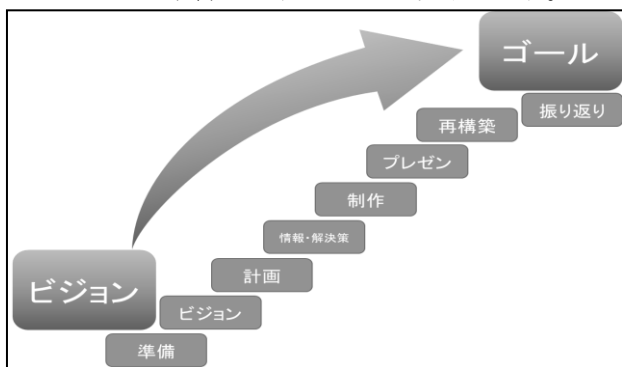 ゴール
振り返り
再構築
プレゼン
制作
情報・解決策
計画
ビジョン
ビジョン
準備